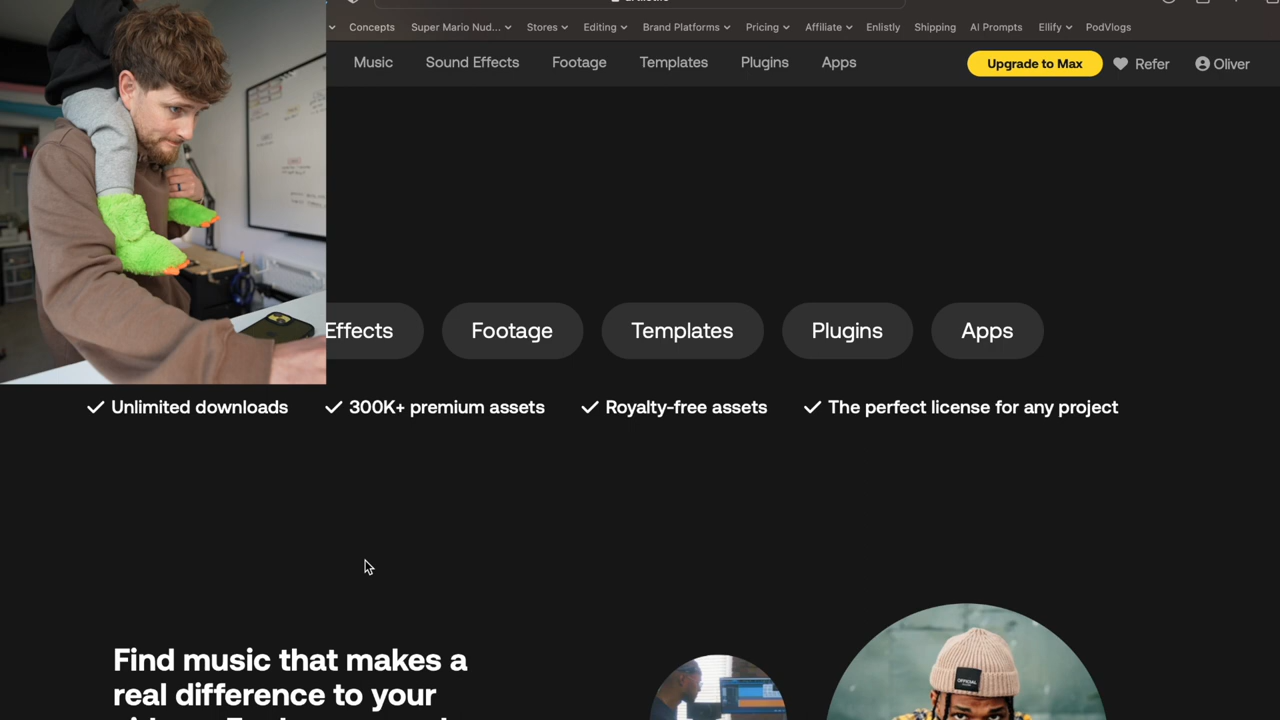 Concepts Super Mario Nud... Stores Editing Brand Platforms Pricing Affiliate Enlistly Shipping AI Prompts Ellify PodVlogs
Music Sound Effects Footage Templates Plugins Apps Upgrade to Max Refer Oliver
Effects Footage Templates Plugins Apps
Unlimited downloads 300K+ premium assets Royalty-free assets The perfect license for any project
Find music that makes a
real difference to your
OFFICIAL